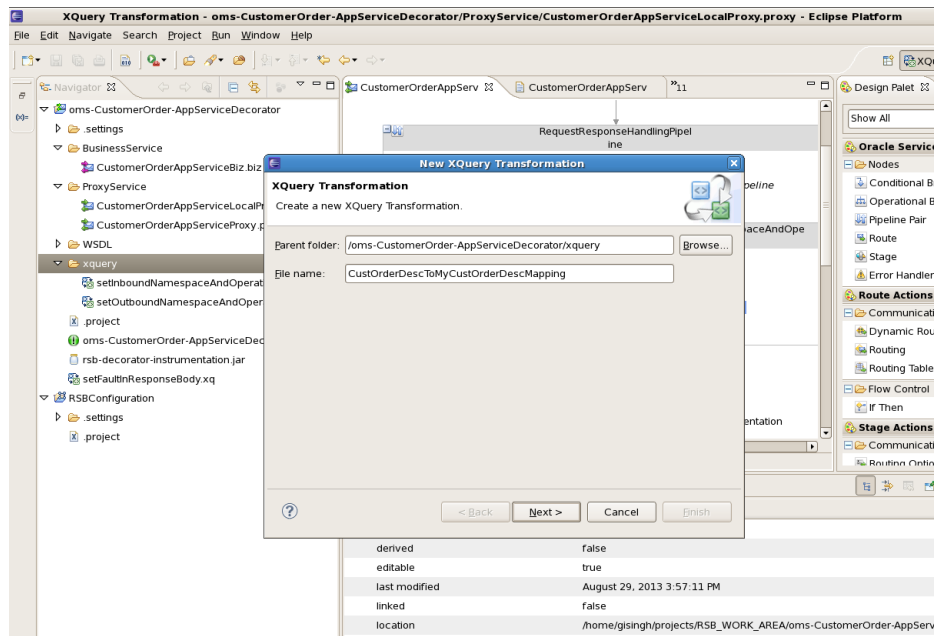 XQuery Transformation - oms-CustomerOrder-AppServiceDecorator/ProxyService/CustomerOrderAppServiceLocalProxy.proxy - Eclipse Platform
File Edit Navigate Search Project Run Window Help
XQu
Navigator
CustomerOrderAppServ
CustomerOrderAppServ
»11
Design Palet
oms-CustomerOrder-AppServiceDecorator
.settings
BusinessService
CustomerOrderAppServiceBiz.biz
ProxyService
CustomerOrderAppServiceLocalPr
CustomerOrderAppServiceProxy.p
WSDL
xquery
setInboundNamespaceAndOperat
setOutboundNamespaceAndOper
.project
oms-CustomerOrder-AppServiceDec
rsb-decorator-instrumentation.jar
setFaultInResponseBody.xq
RSBConfiguration
.settings
.project
RequestResponseHandlingPipel
ine
peline
aceAndOpe
entation
New XQuery Transformation
XQuery Transformation
Create a new XQuery Transformation.
Parent folder: /oms-CustomerOrder-AppServiceDecorator/xquery Browse...
File name: CustOrderDescToMyCustOrderDescMapping
< Back Next > Cancel Finish
Show All
Oracle Service
Nodes
Conditional B
Operational B
Pipeline Pair
Route
Stage
Error Handler
Route Actions
Communicati
Dynamic Rou
Routing
Routing Table
Flow Control
If Then
Stage Actions
Communicati
Routing Optio
derived false
editable true
last modified August 29, 2013 3:57:11 PM
linked false
location /home/gisingh/projects/RSB_WORK_AREA/oms-CustomerOrder-AppServ